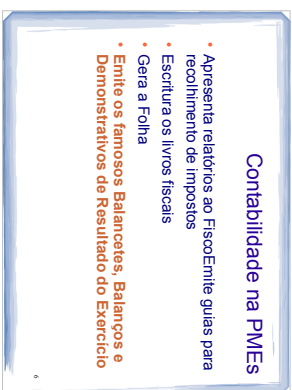 Contabilidade na PMEs
• Apresenta relatórios ao FiscoEmite guias para
recolhimento de impostos
• Escritura os livros fiscais
• Gera a Folha
• Emite os famosos Balancetes, Balanços e
Demonstrativos de Resultado do Exercício
6